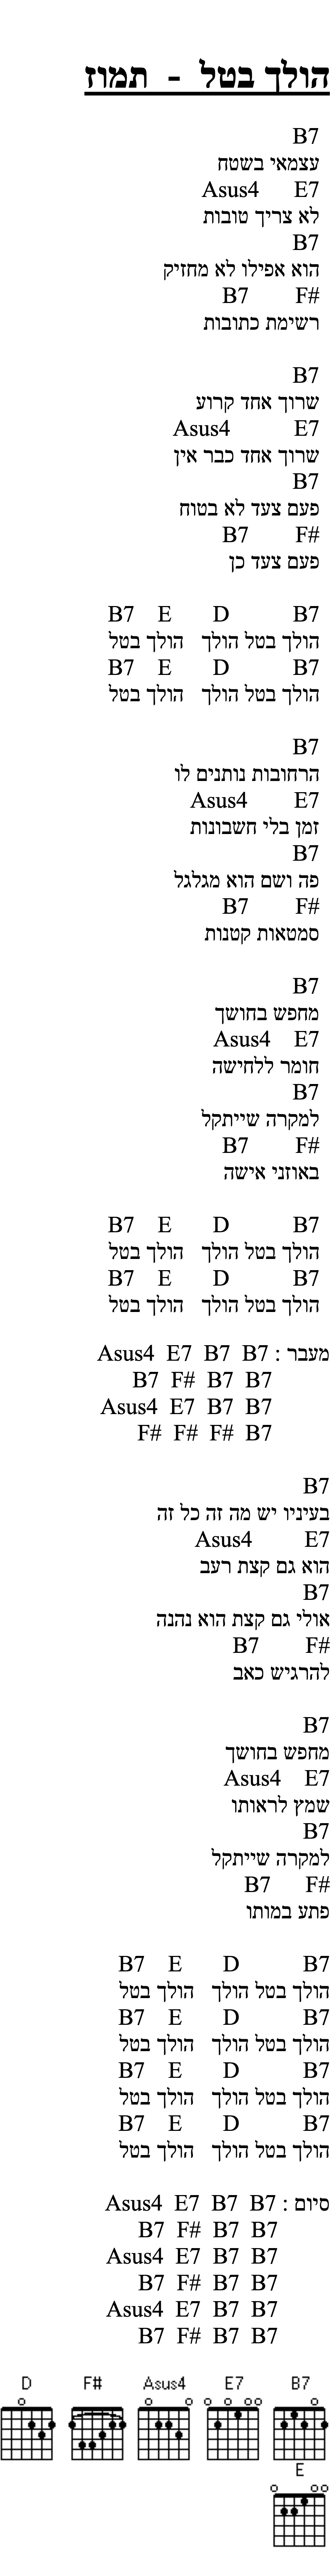 הולך בטל - תמוז
B7
עצמאי בשטח
E7 Asus4
לא צריך טובות
B7
הוא אפילו לא מחזיק
F# B7
רשימת כתובות
B7
שרוך אחד קרוע
E7 Asus4
שרוך אחד כבר אין
B7
פעם צעד לא בטוח
F# B7
פעם צעד כן
B7 D E B7
הולך בטל הולך הולך בטל
B7 D E B7
הולך בטל הולך הולך בטל
B7
הרחובות נותנים לו
E7 Asus4
זמן בלי חשבונות
B7
פה ושם הוא מגלגל
F# B7
סמטאות קטנות
B7
מחפש בחושך
E7 Asus4
חומר ללחישה
B7
למקרה שייתקל
F# B7
באוזני אישה
B7 D E B7
הולך בטל הולך הולך בטל
B7 D E B7
הולך בטל הולך הולך בטל
מעבר : B7 B7 E7 Asus4
B7 B7 F# B7
B7 B7 E7 Asus4
B7 F# F# F#
B7
בעיניו יש מה זה כל זה
E7 Asus4
הוא גם קצת רעב
B7
אולי גם קצת הוא נהנה
F# B7
להרגיש כאב
B7
מחפש בחושך
E7 Asus4
שמץ לראותו
B7
למקרה שייתקל
F# B7
פתע במותו
B7 D E B7
הולך בטל הולך הולך בטל
B7 D E B7
הולך בטל הולך הולך בטל
B7 D E B7
הולך בטל הולך הולך בטל
B7 D E B7
הולך בטל הולך הולך בטל
סיום : B7 B7 E7 Asus4
B7 B7 F# B7
B7 B7 E7 Asus4
B7 B7 F# B7
B7 B7 E7 Asus4
B7 B7 F# B7
D F# Asus4 E7 B7
E